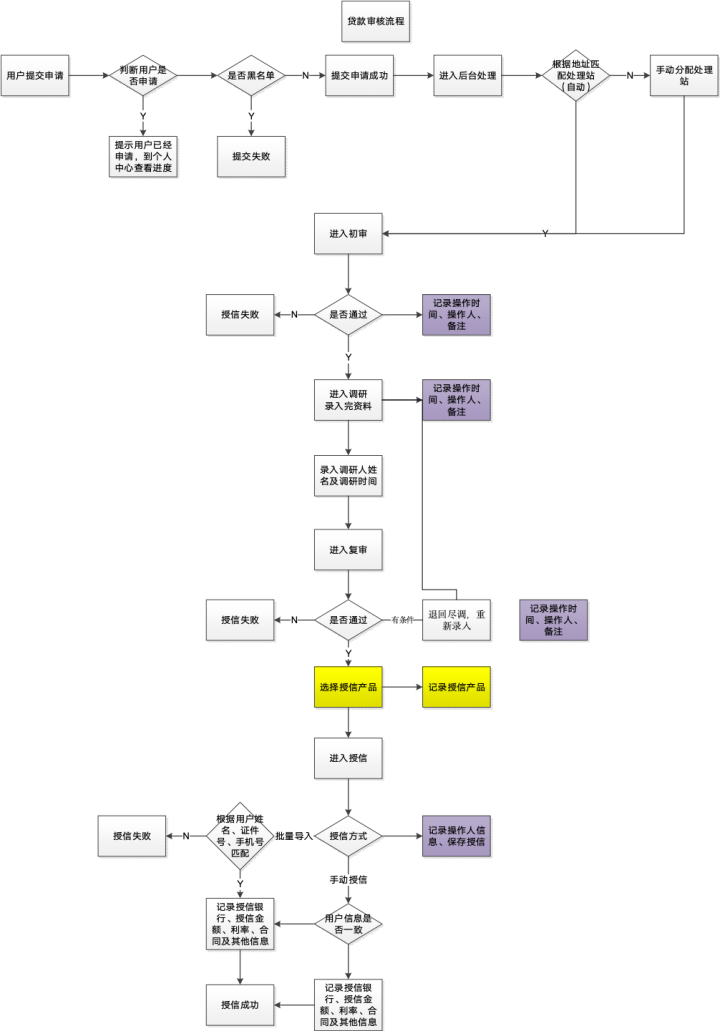 贷款审核流程
用户提交申请
判断用户是
否申请
是否黑名单
N
提交申请成功
进入后台处理
根据地址匹
配处理站
（自动）
N
手动分配处理
站
Y
Y
提示用户已经
申请，到个人
中心查看进度
提交失败
进入初审
Y
授信失败
N
是否通过
记录操作时
间、操作人、
备注
Y
进入调研
录入完资料
记录操作时
间、操作人、
备注
录入调研人姓
名及调研时间
进入复审
授信失败
N
是否通过
有条件
退回尽调，重
新录人
记录操作时
间、操作人、
备注
Y
选择授信产品
记录授信产品
进入授信
授信失败
N
根据用户姓
名、证件
号、手机号
匹配
批量导入
授信方式
记录操作人信
息、保存授信
Y
手动授信
记录授信银
行、授信金
额、利率、合
同及其他信息
用户信息是
否一致
授信成功
记录授信银
行、授信金
额、利率、合
同及其他信息